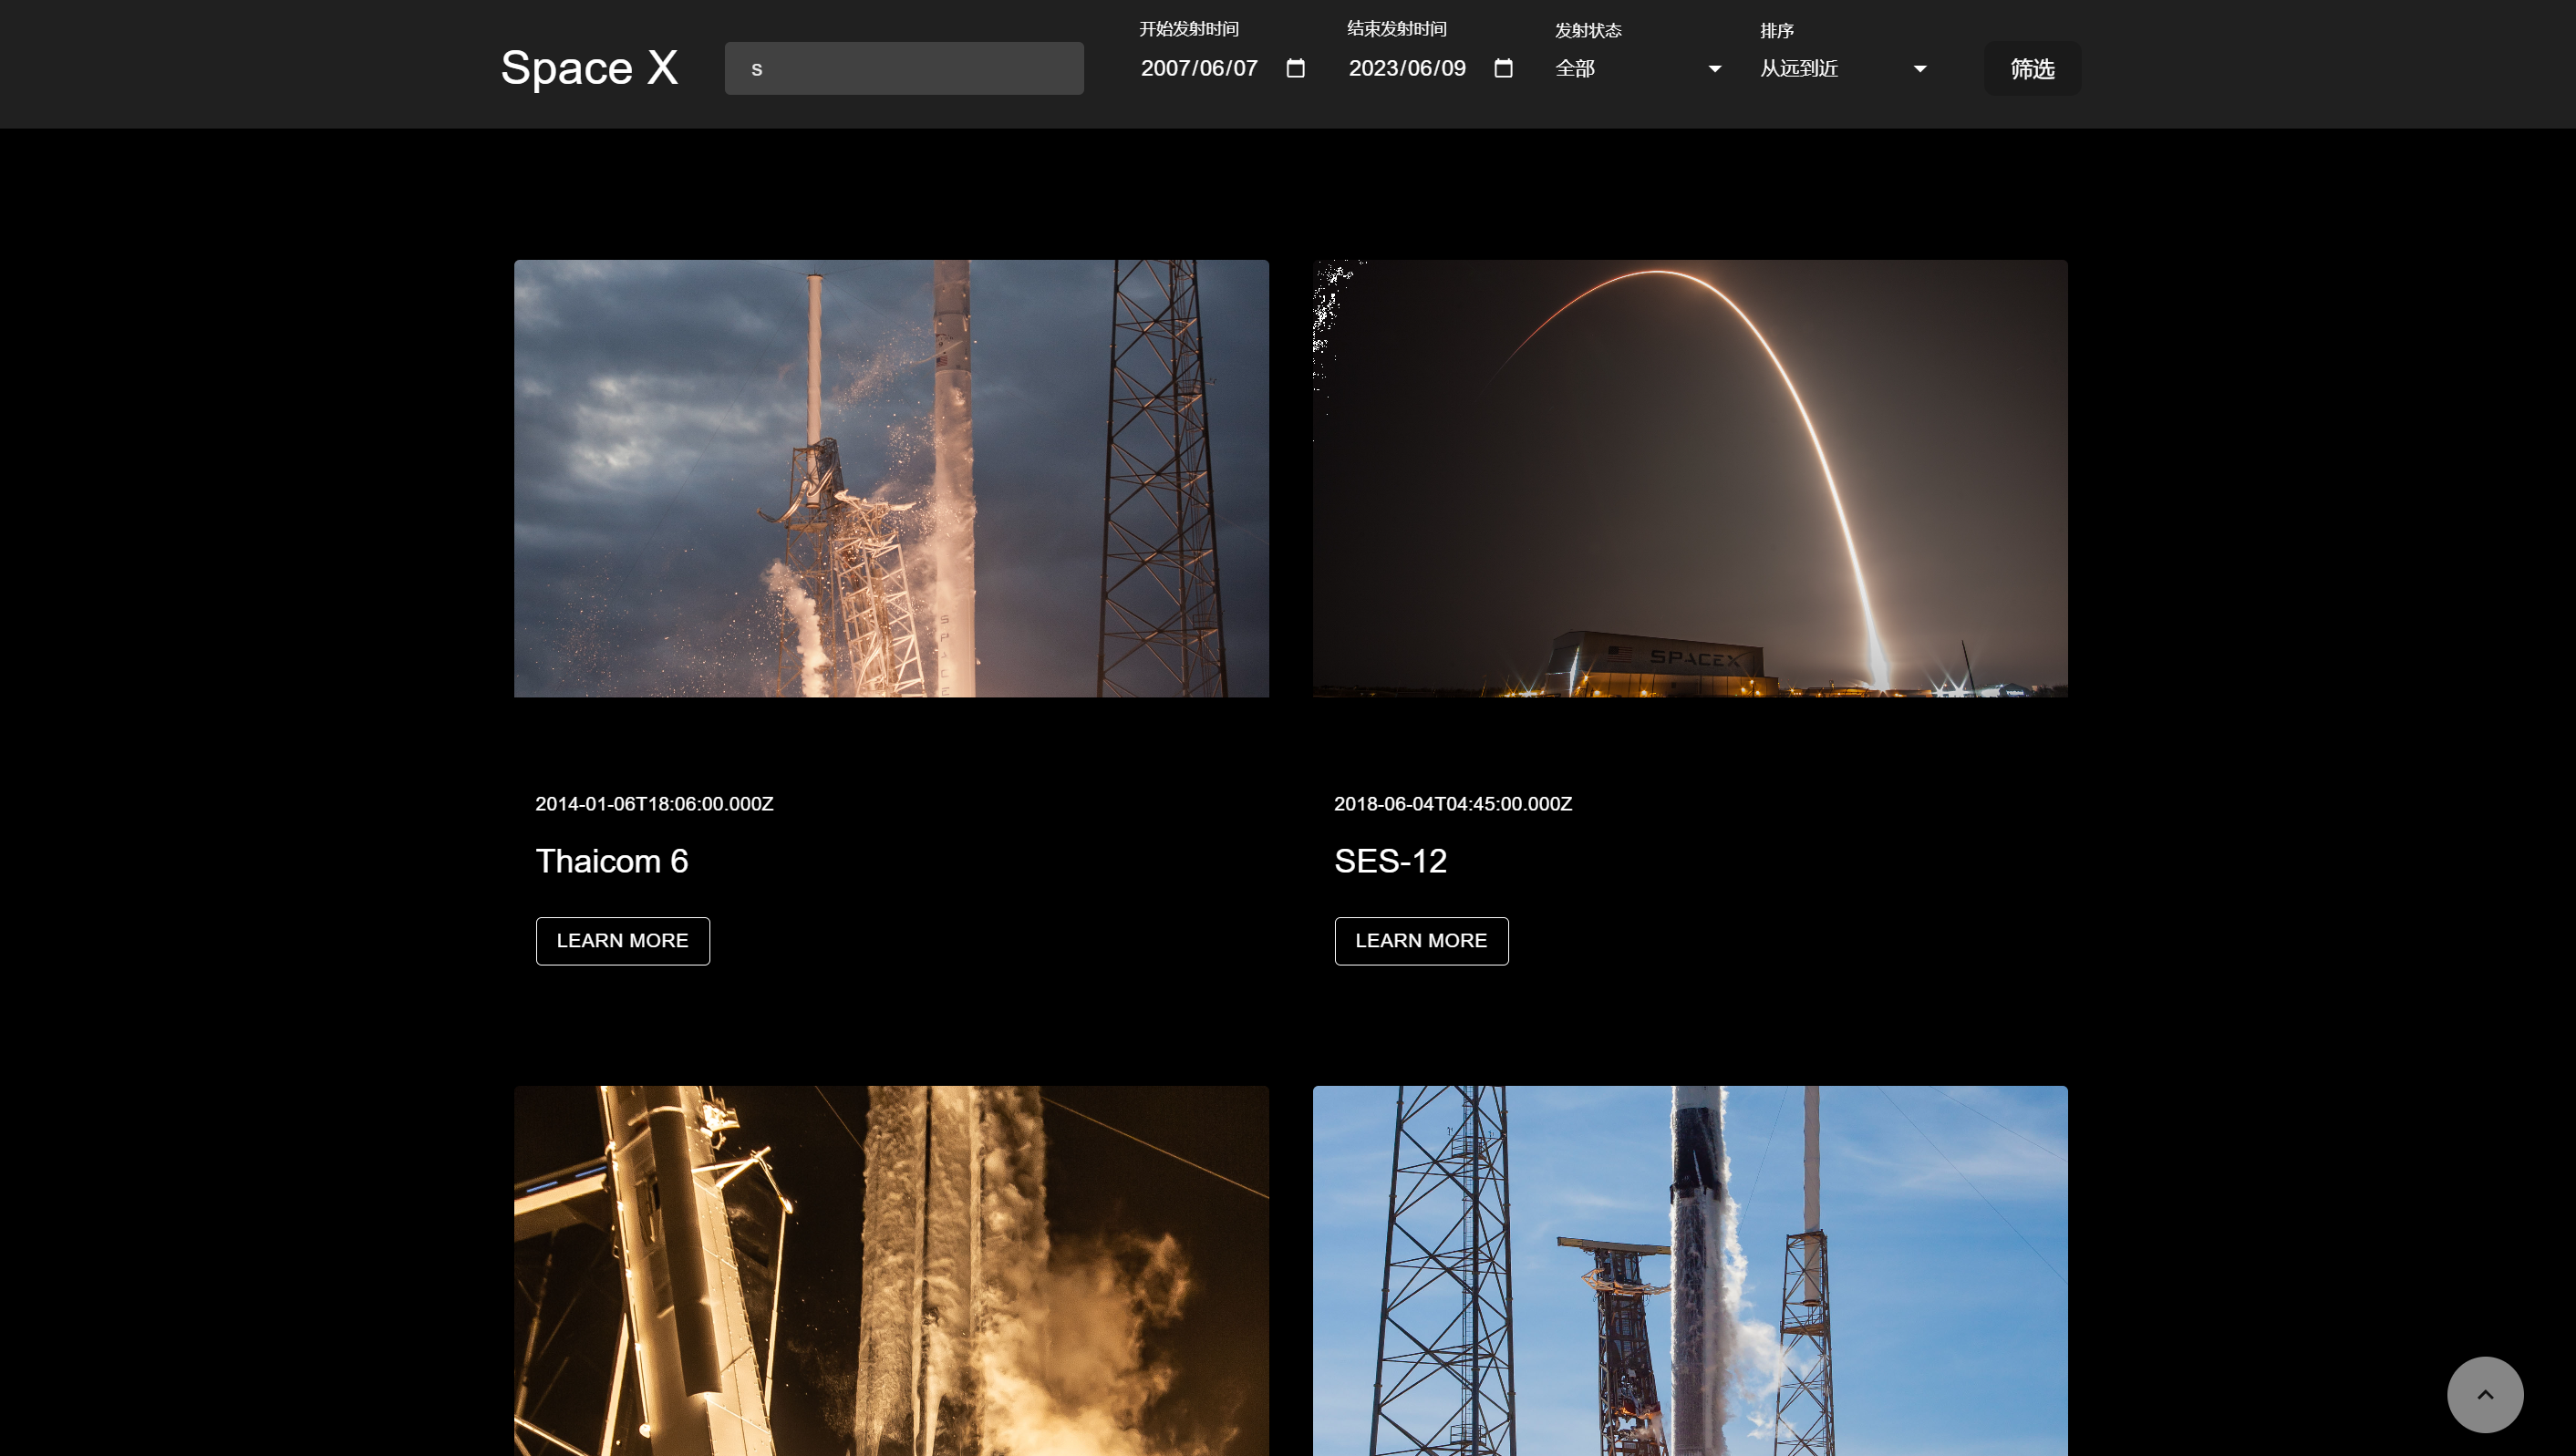 Space X
s
开始发射时间
2007/06/07
结束发射时间
2023/06/09
发射状态
全部
排序
从远到近
筛选
SPACE
SPACEX
2014-01-06T18:06:00.000Z
Thaicom 6
LEARN MORE
2018-06-04T04:45:00.000Z
SES-12
LEARN MORE